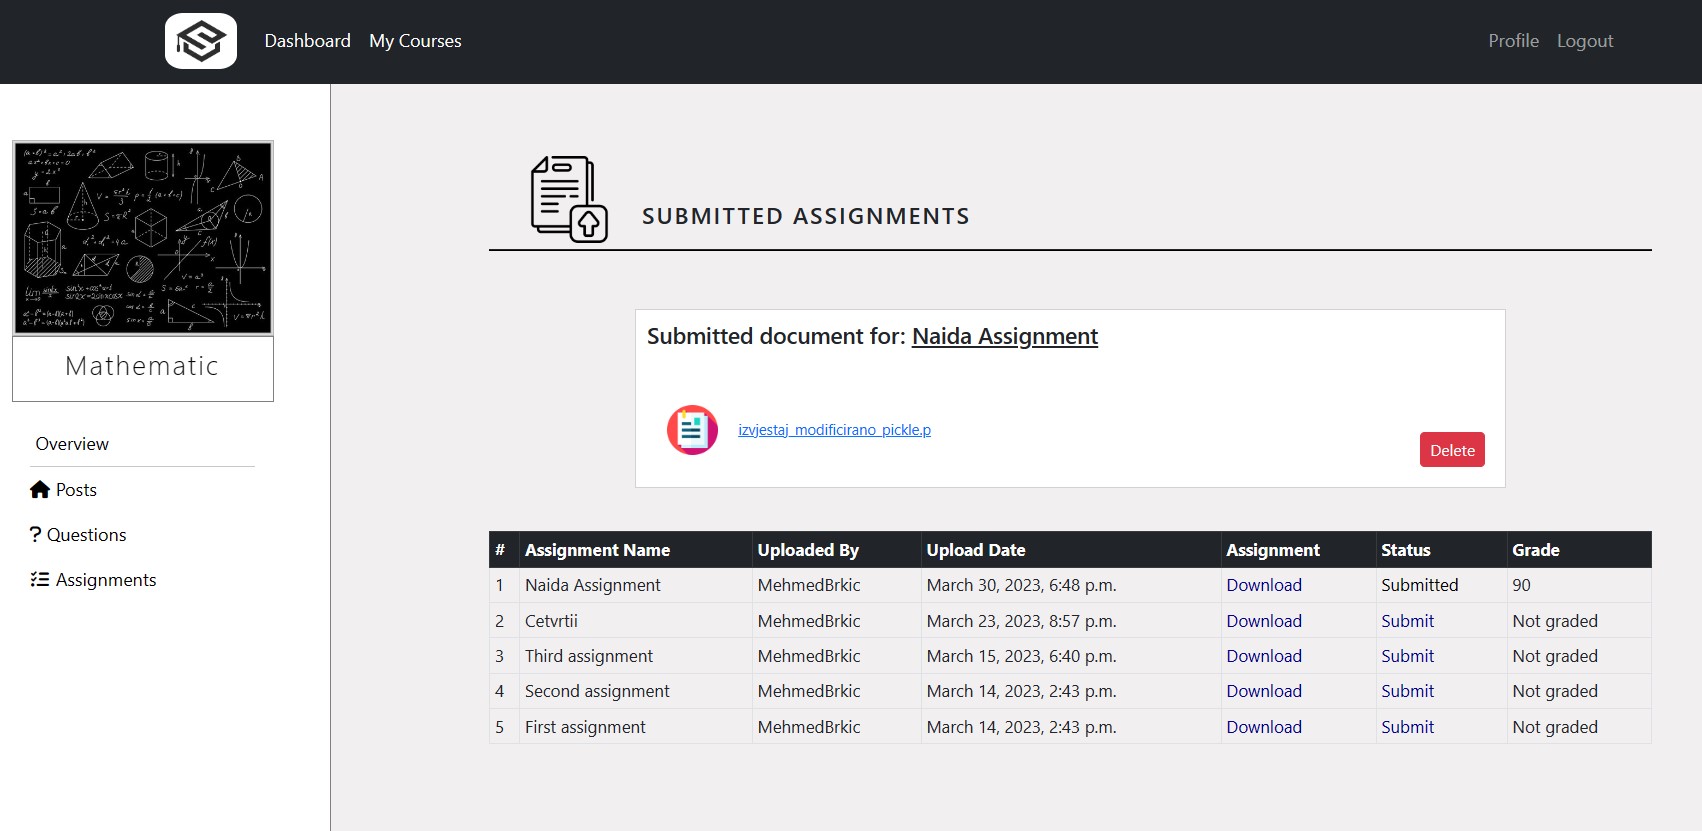 Dashboard My Courses Profile Logout
SUBMITTED ASSIGNMENTS
Mathematic
Overview
Posts
Questions
Assignments
Submitted document for: Naida Assignment
izvjestaj_modificirano_pickle.p
Delete
# Assignment Name Uploaded By Upload Date Assignment Status Grade
1 Naida Assignment MehmedBrkic March 30, 2023, 6:48 p.m. Download Submitted 90
2 Cetvrtii MehmedBrkic March 23, 2023, 8:57 p.m. Download Submit Not graded
3 Third assignment MehmedBrkic March 15, 2023, 6:40 p.m. Download Submit Not graded
4 Second assignment MehmedBrkic March 14, 2023, 2:43 p.m. Download Submit Not graded
5 First assignment MehmedBrkic March 14, 2023, 2:43 p.m. Download Submit Not graded